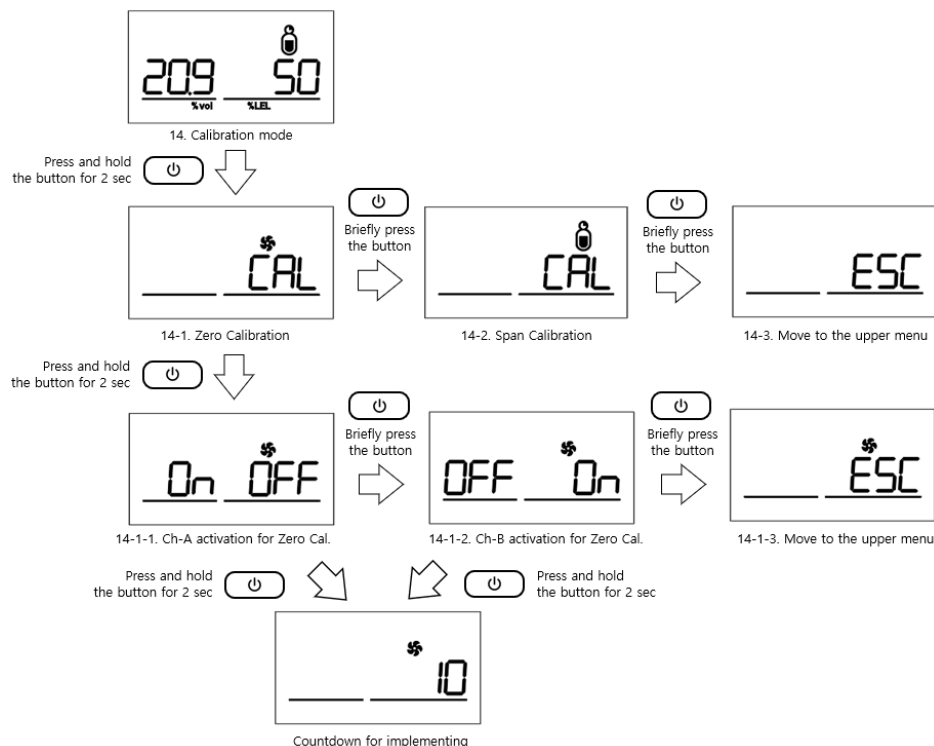 20.9 50
%vol %LEL
14. Calibration mode
Press and hold
the button for 2 sec
CAL
14-1. Zero Calibration
Briefly press
the button
CAL
14-2. Span Calibration
Briefly press
the button
ESC
14-3. Move to the upper menu
Press and hold
the button for 2 sec
On OFF
14-1-1. Ch-A activation for Zero Cal.
Briefly press
the button
OFF On
14-1-2. Ch-B activation for Zero Cal.
Briefly press
the button
ESC
14-1-3. Move to the upper menu
Press and hold
the button for 2 sec
Press and hold
the button for 2 sec
10
Countdown for implementing